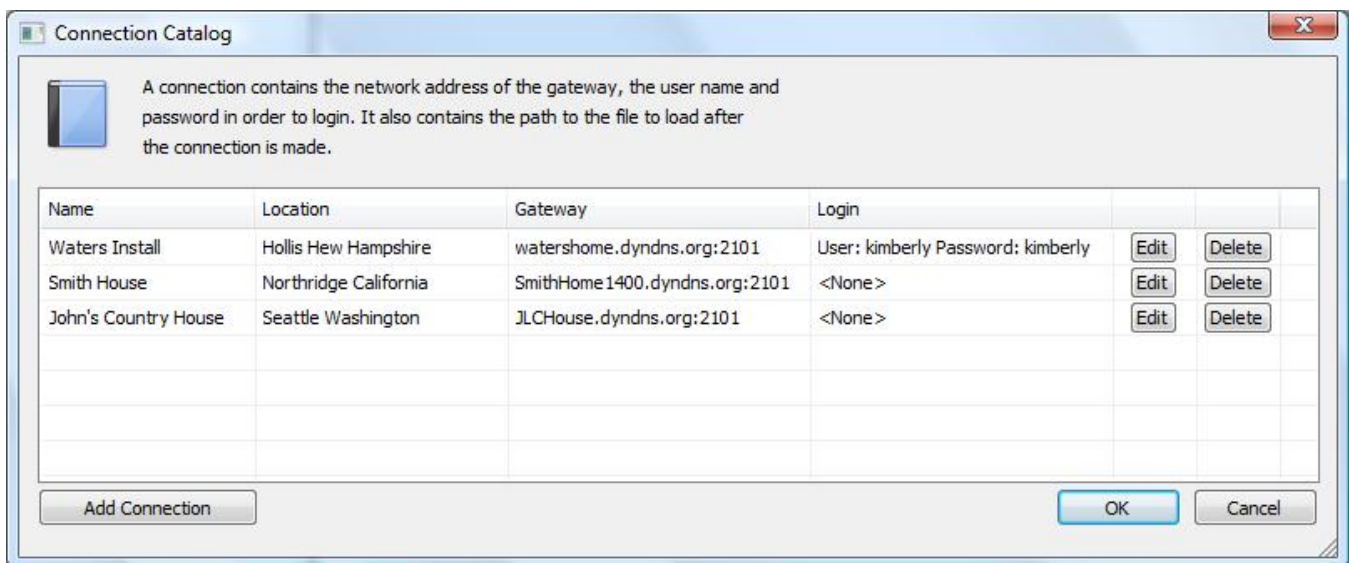 Connection Catalog
A connection contains the network address of the gateway, the user name and
password in order to login. It also contains the path to the file to load after
the connection is made.
Name Location Gateway Login
Waters Install Hollis Hew Hampshire watershome.dyndns.org:2101 User: kimberly Password: kimberly Edit Delete
Smith House Northridge California SmithHome1400.dyndns.org:2101 <None> Edit Delete
John's Country House Seattle Washington JLCHouse.dyndns.org:2101 <None> Edit Delete
Add Connection OK Cancel